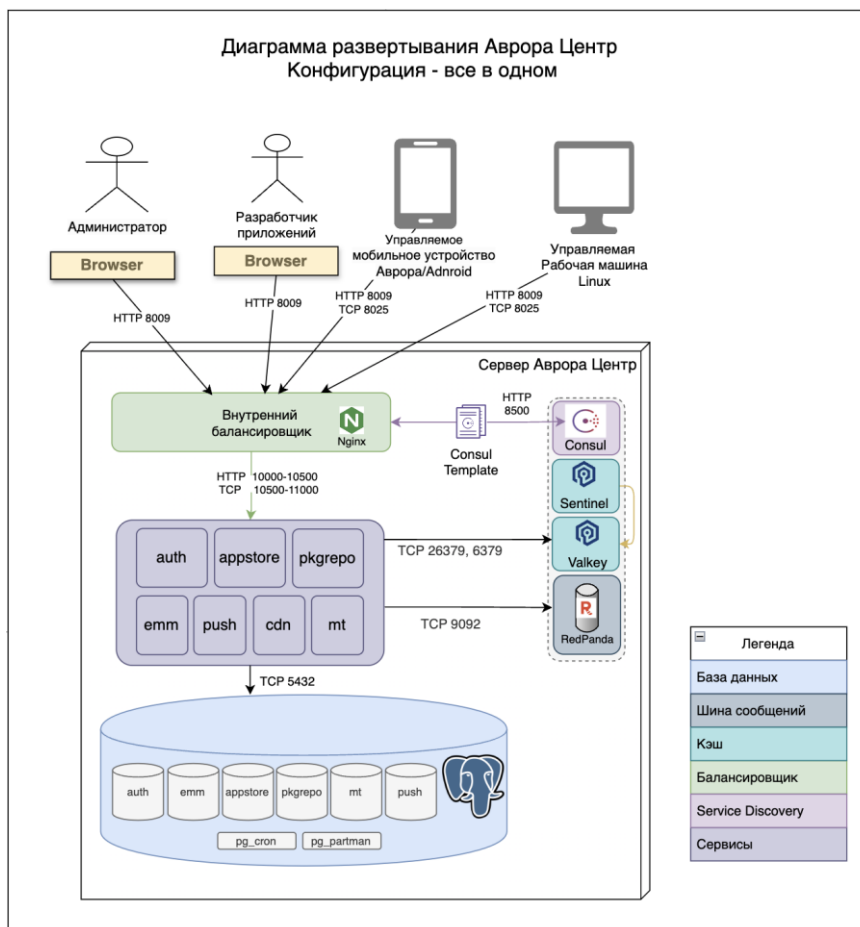 Диаграмма развертывания Аврора Центр
Конфигурация - все в одном
Администратор
Browser
Разработчик
приложений
Browser
Управляемое
мобильное устройство
Аврора/Adnroid
Управляемая
Рабочая машина
Linux
HTTP 8009
HTTP 8009
HTTP 8009
TCP 8025
HTTP 8009
TCP 8025
Сервер Аврора Центр
Внутренний
балансировщик
Nginx
Consul
Template
HTTP
8500
Consul
Sentinel
Valkey
RedPanda
HTTP 10000-10500
TCP 10500-11000
auth
appstore
pkgrepo
emm
push
cdn
mt
TCP 26379, 6379
TCP 9092
TCP 5432
auth
emm
appstore
pkgrepo
mt
push
pg_cron
pg_partman
Легенда
База данных
Шина сообщений
Кэш
Балансировщик
Service Discovery
Сервисы